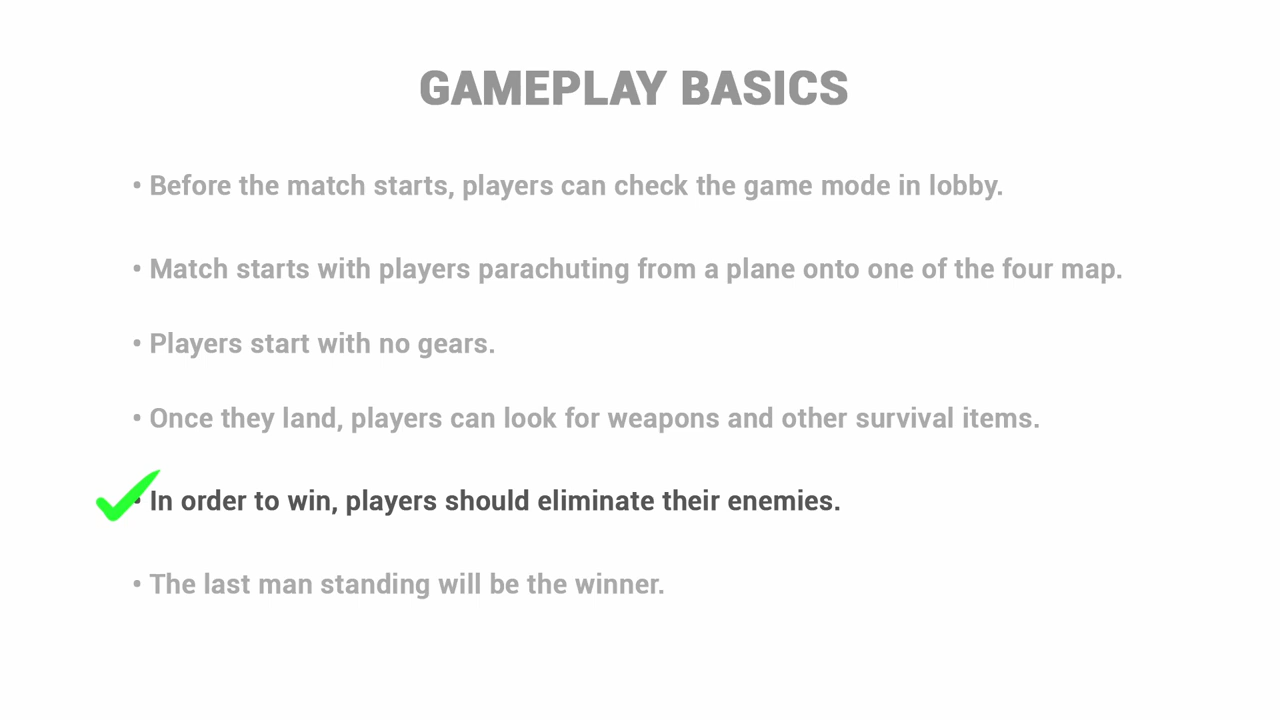 GAMEPLAY BASICS
• Before the match starts, players can check the game mode in lobby.
• Match starts with players parachuting from a plane onto one of the four map.
• Players start with no gears.
• Once they land, players can look for weapons and other survival items.
• In order to win, players should eliminate their enemies.
• The last man standing will be the winner.